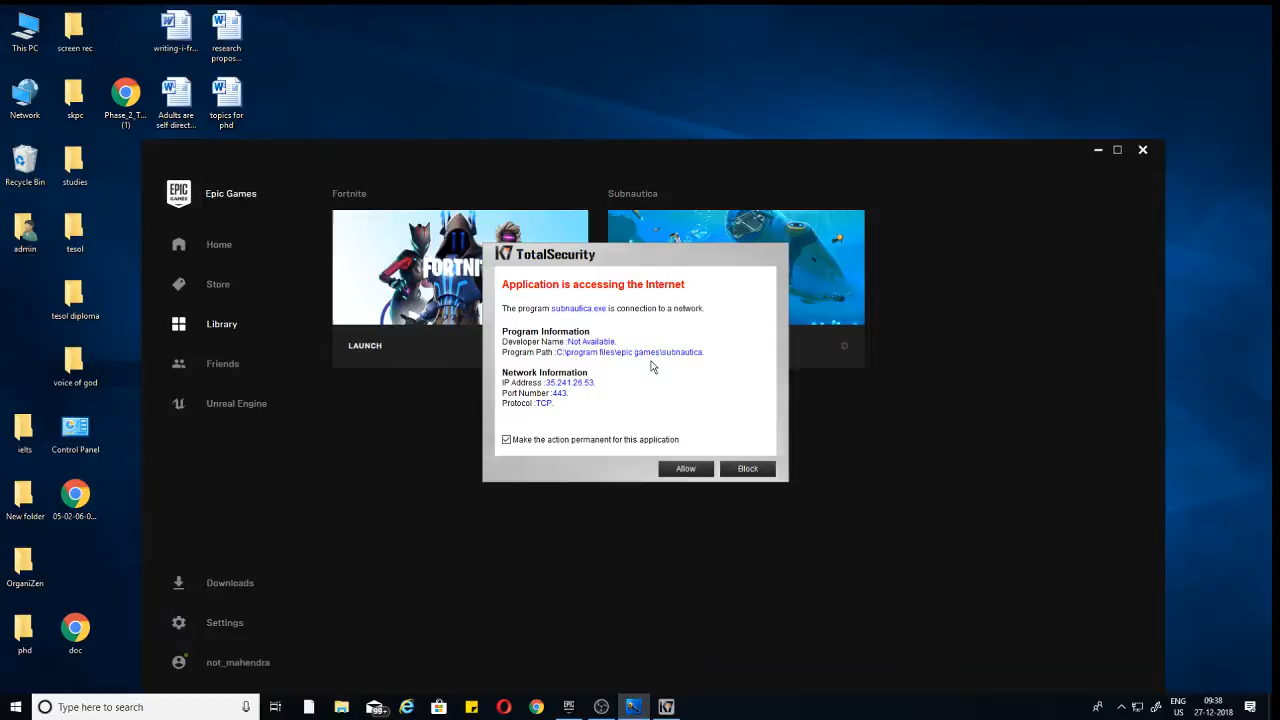 This PC
screen rec
writing-i-fr...
research
propos...
Network
skpc
Phase_2_T...
(1)
Adults are
self direct...
topics for
phd
Recycle Bin
studies
admin
tesol
tesol diploma
voice of god
ielts
Control Panel
New folder
05-02-06-0...
OrganiZen
phd
doc
EPIC
GAMES
Epic Games
Home
Store
Library
Friends
Unreal Engine
Downloads
Settings
not_mahendra
Fortnite
Subnautica
FORTNI
LAUNCH
K7 TotalSecurity
Application is accessing the Internet
The program subnautica.exe is connection to a network.
Program Information
Developer Name :Not Available.
Program Path :C:\program files\epic games\subnautica.
Network Information
IP Address :35.241.26.53.
Port Number :443.
Protocol :TCP.
Make the action permanent for this application
Allow
Block
Type here to search
99+
ENG
US
09:38
27-12-2018